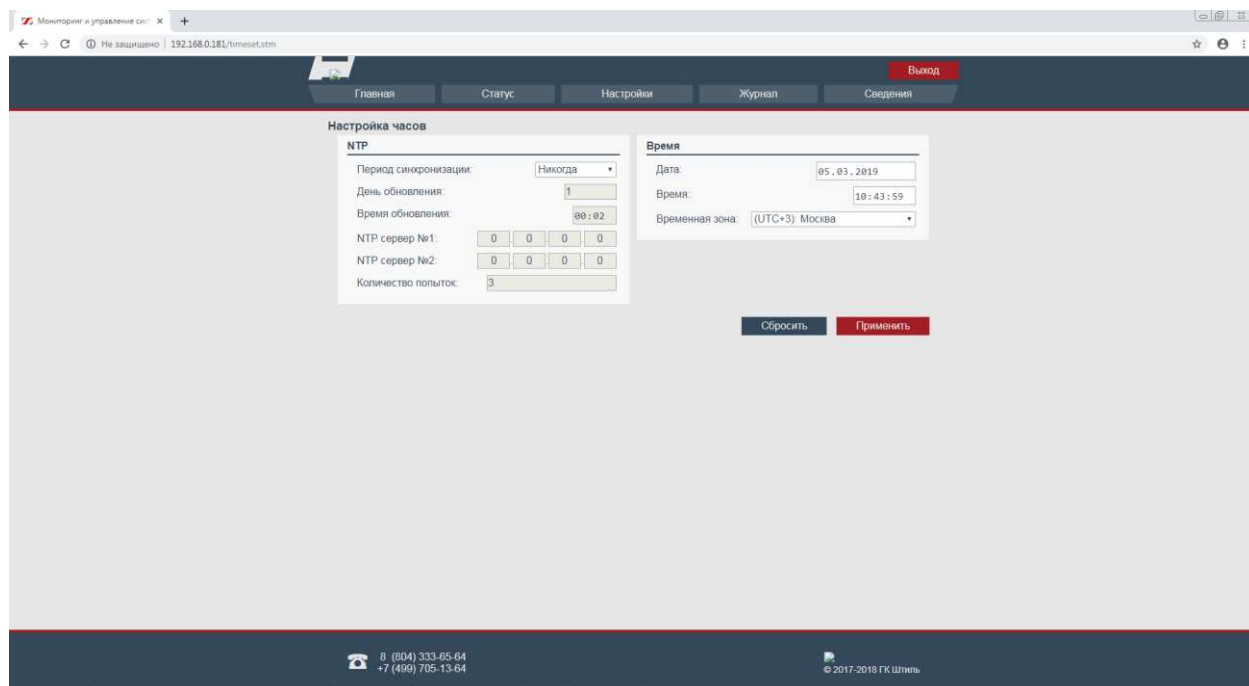 Мониторинг и управление сис
Не защищено | 192.168.0.181/timeset.stm
Выход
Главная Статус Настройки Журнал Сведения
Настройка часов
NTP
Период синхронизации: Никогда
День обновления: 1
Время обновления: 00:02
NTP сервер №1: 0 . 0 . 0 . 0
NTP сервер №2: 0 . 0 . 0 . 0
Количество попыток: 3
Время
Дата: 05.03.2019
Время: 10:43:59
Временная зона: (UTC+3): Москва
Сбросить Применить
8 (804) 333-65-64
+7 (499) 705-13-64
© 2017-2018 ГК Штиль